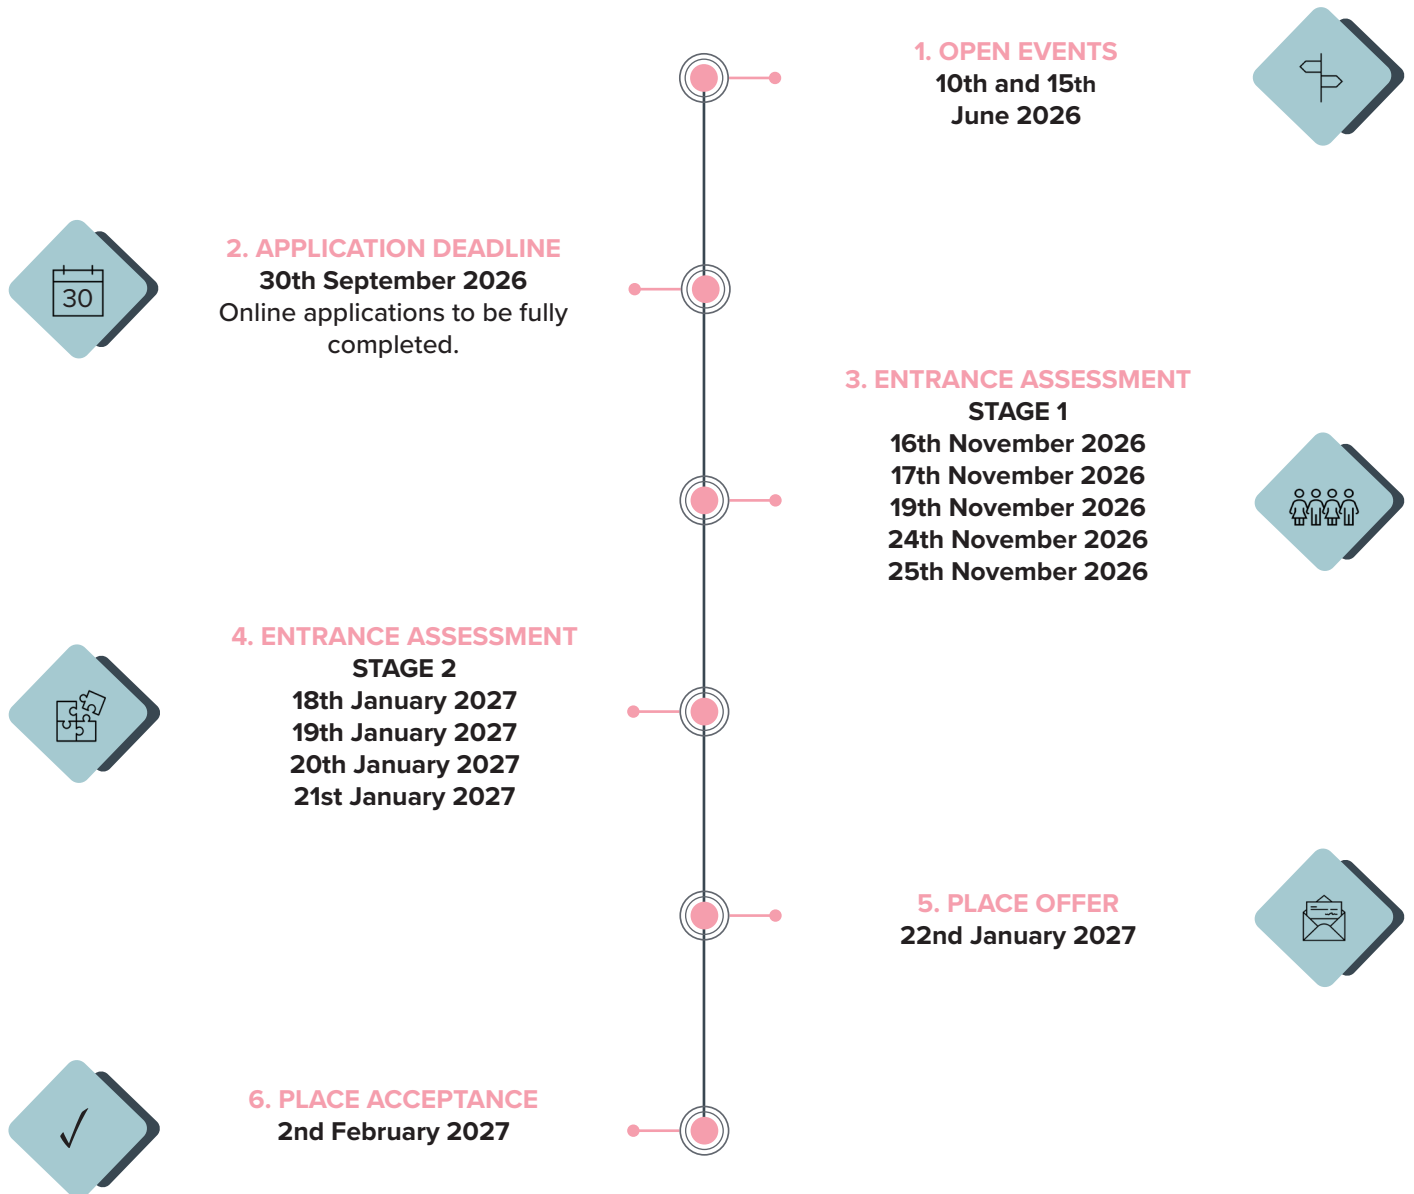 1. OPEN EVENTS
10th and 15th
June 2026
2. APPLICATION DEADLINE
30th September 2026
Online applications to be fully
completed.
30
3. ENTRANCE ASSESSMENT
STAGE 1
16th November 2026
17th November 2026
19th November 2026
24th November 2026
25th November 2026
4. ENTRANCE ASSESSMENT
STAGE 2
18th January 2027
19th January 2027
20th January 2027
21st January 2027
5. PLACE OFFER
22nd January 2027
6. PLACE ACCEPTANCE
2nd February 2027